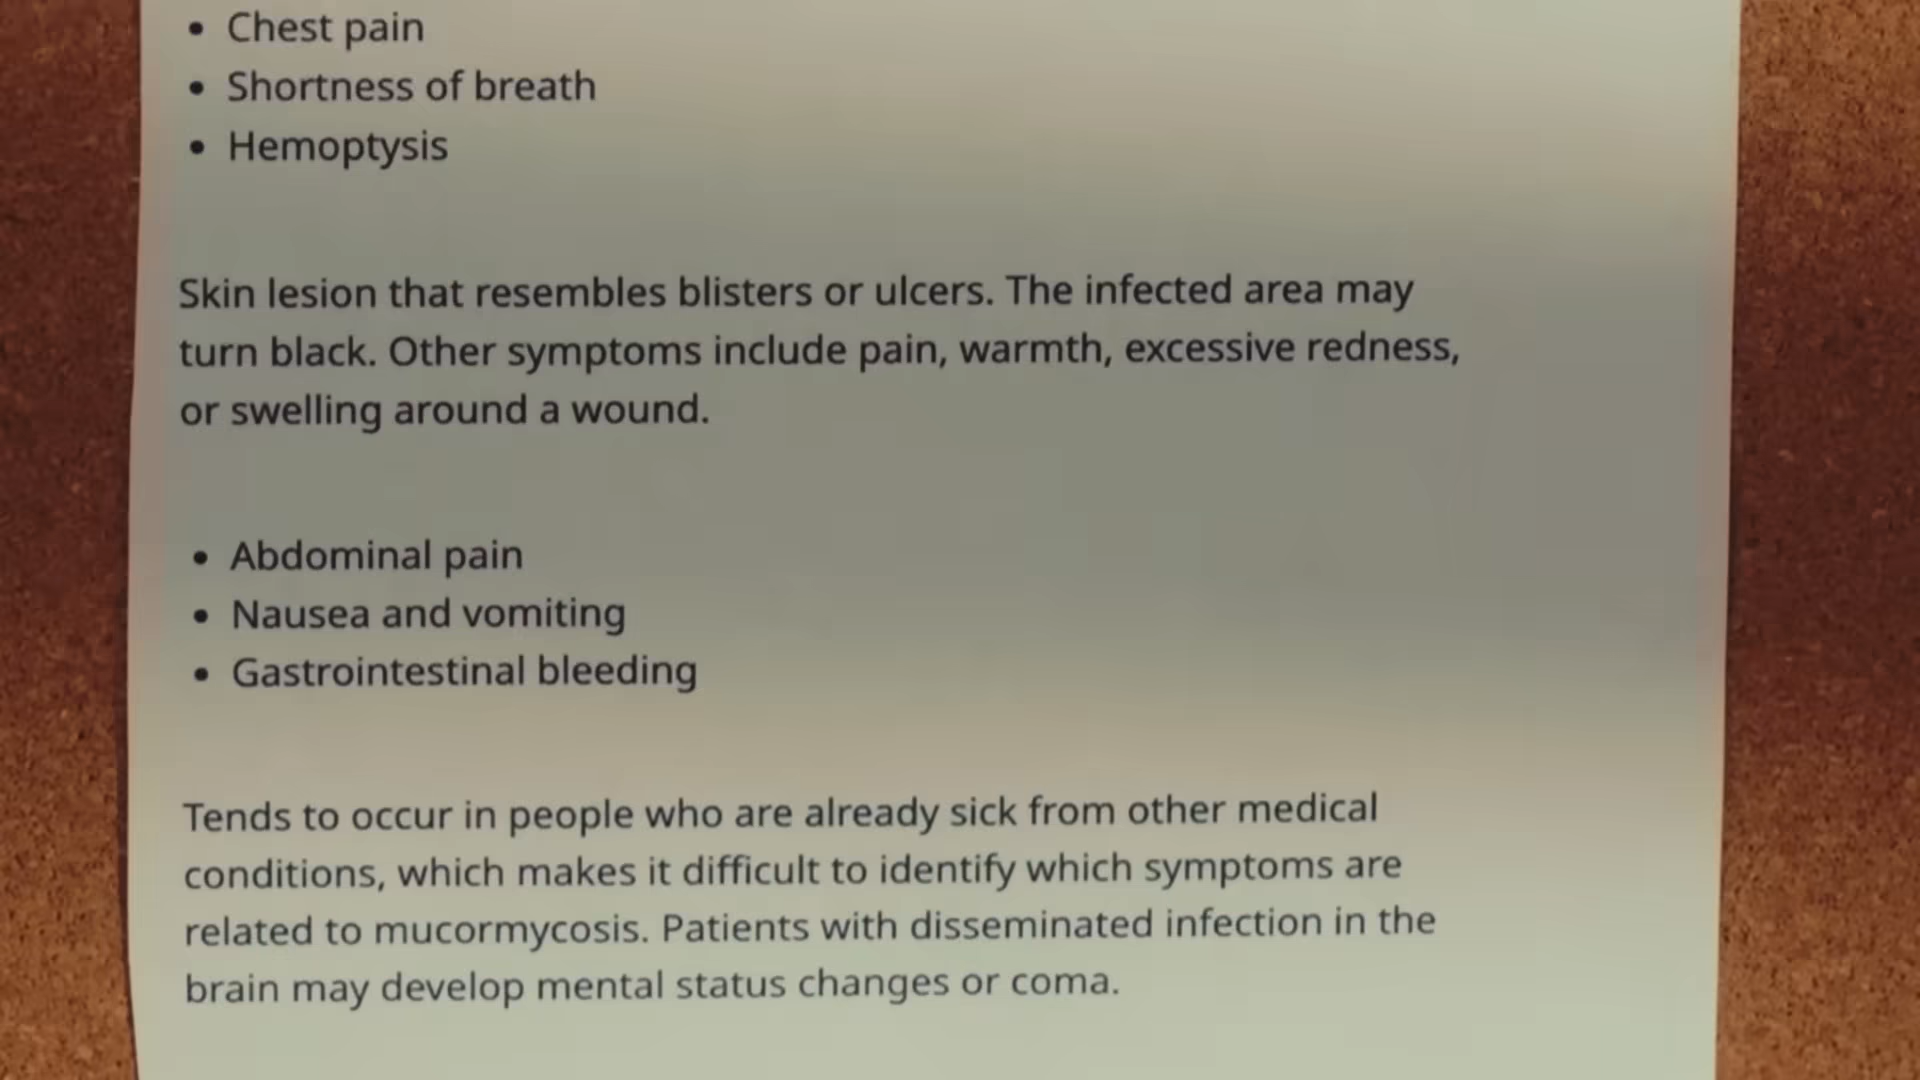 • Chest pain
• Shortness of breath
• Hemoptysis
Skin lesion that resembles blisters or ulcers. The infected area may
turn black. Other symptoms include pain, warmth, excessive redness,
or swelling around a wound.
• Abdominal pain
• Nausea and vomiting
• Gastrointestinal bleeding
Tends to occur in people who are already sick from other medical
conditions, which makes it difficult to identify which symptoms are
related to mucormycosis. Patients with disseminated infection in the
brain may develop mental status changes or coma.